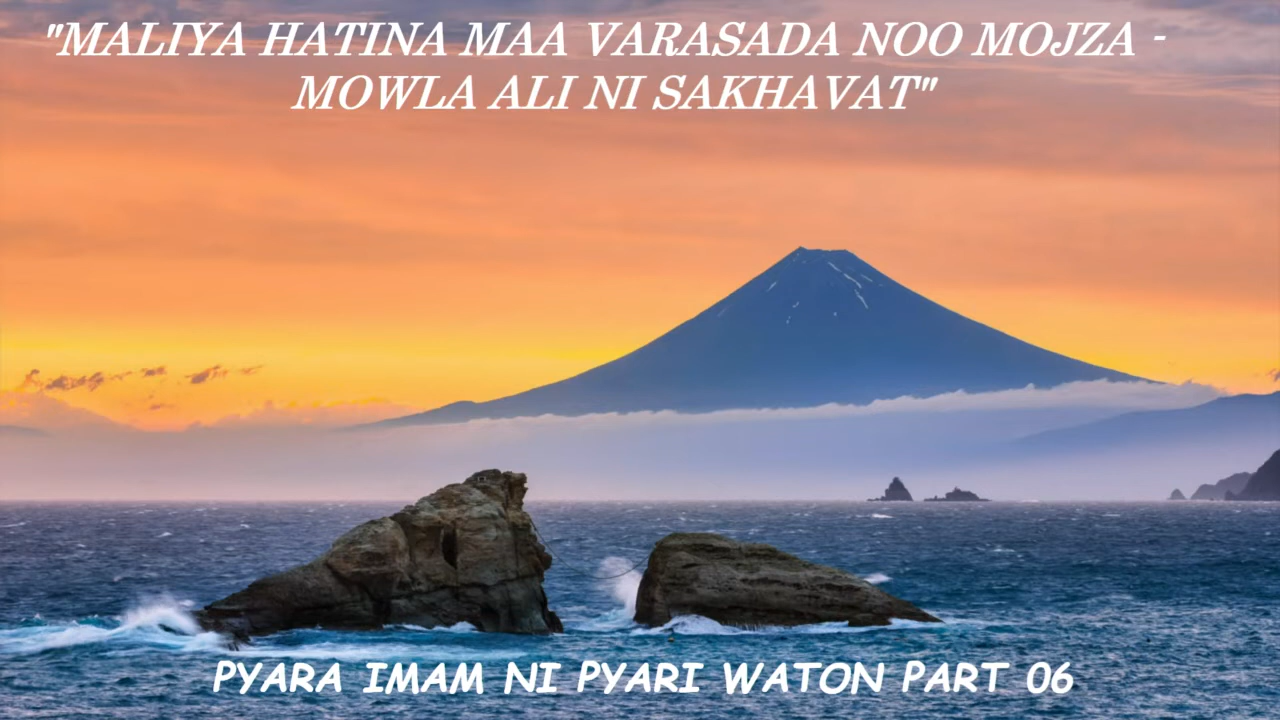 "MALIYA HATINA MAA VARASADA NOO MOJZA -
MOWLA ALI NI SAKHAVAT"
PYARA IMAM NI PYARI WATON PART 06